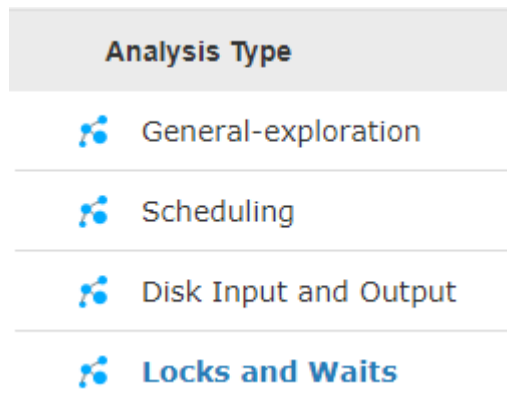 Analysis Type
General-exploration
Scheduling
Disk Input and Output
Locks and Waits